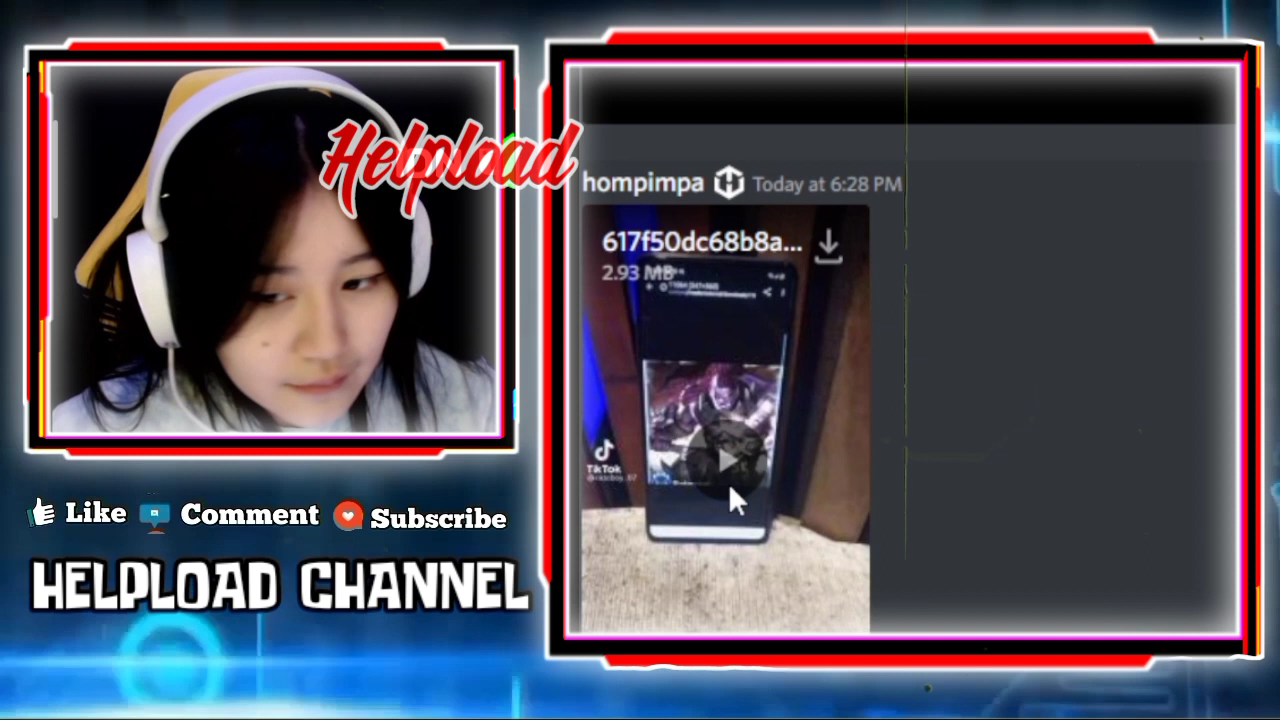 Helpload
hompimpa Today at 6:28 PM
617f50dc68b8a...
2.93 MB
TikTok
Like Comment Subscribe
HELPLOAD CHANNEL